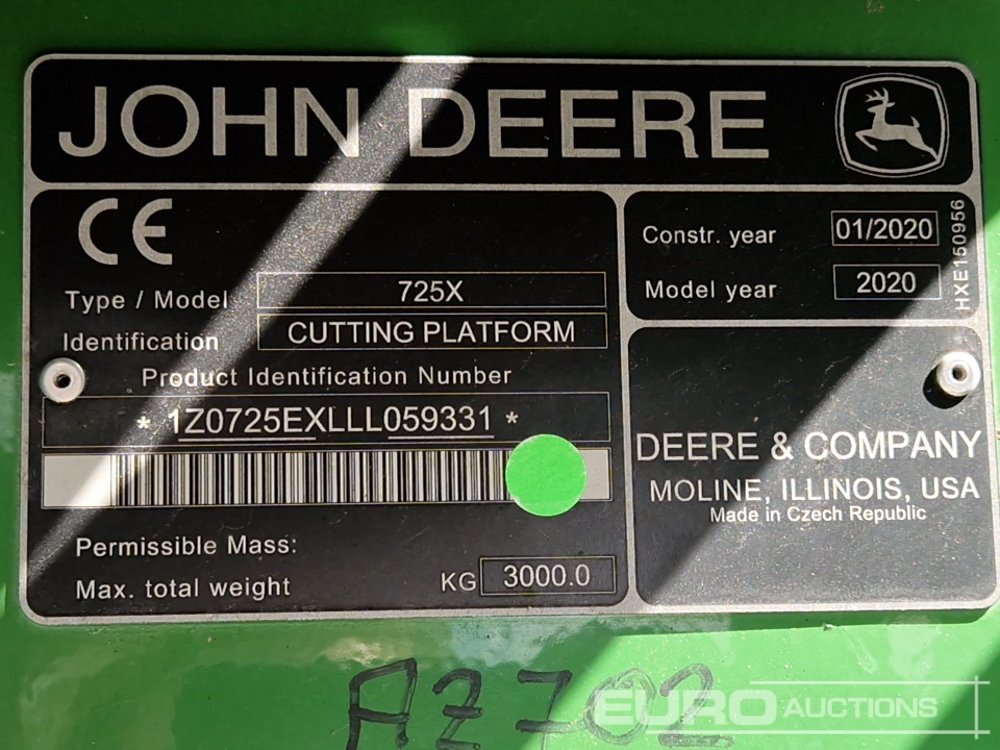 JOHN DEERE
CE
Type / Model 725X
Identification CUTTING PLATFORM
Product Identification Number
* 1Z0725EXLLL059331 *
Permissible Mass:
Max. total weight KG 3000.0
Constr. year 01/2020
Model year 2020
HXE150956
DEERE & COMPANY
MOLINE, ILLINOIS, USA
Made in Czech Republic
A7702
EURO AUCTIONS